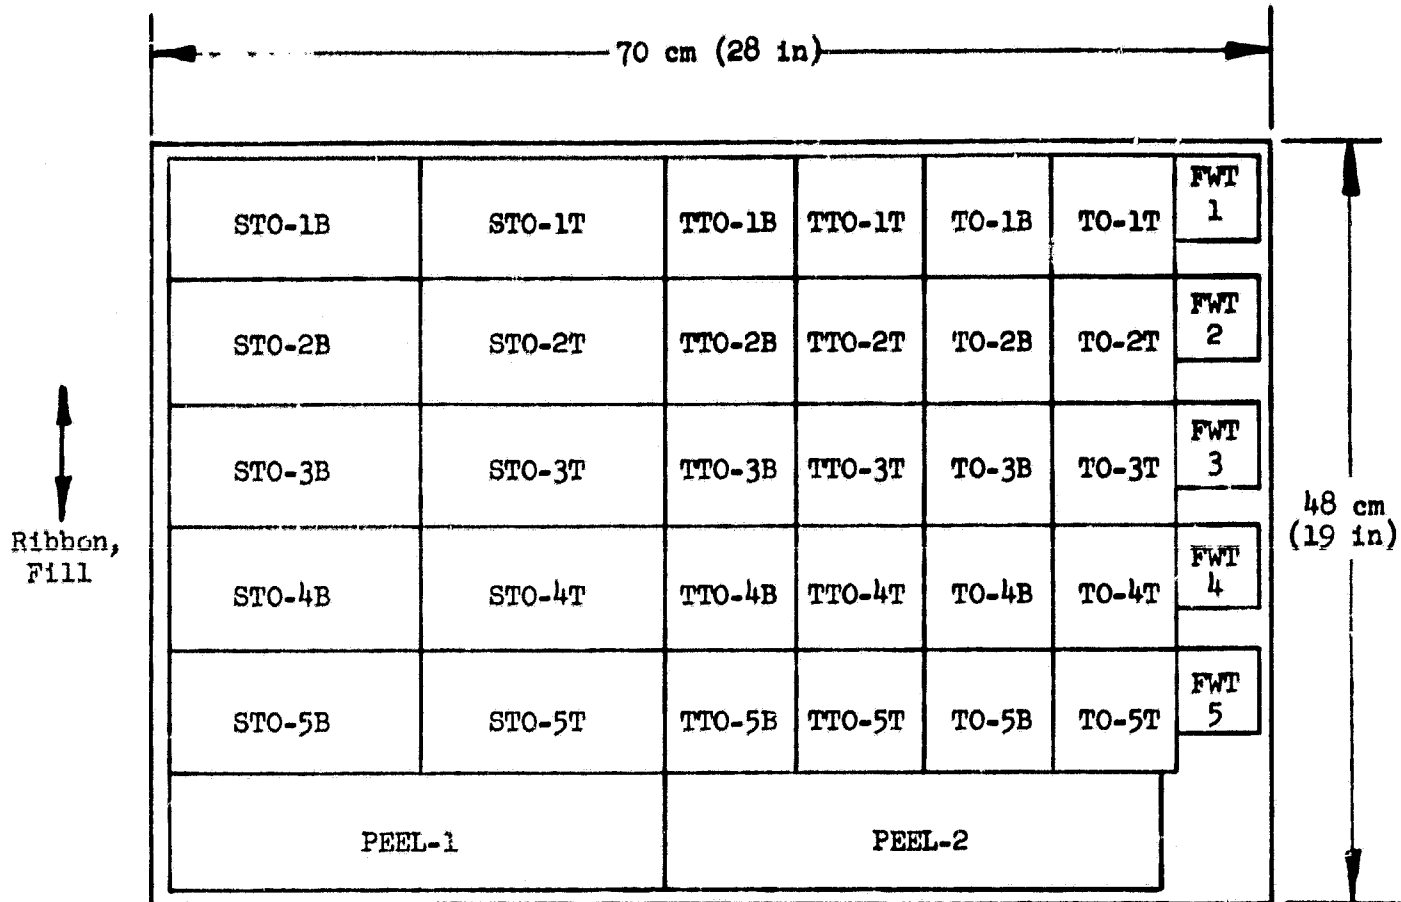 70 cm (28 in)
STO-1B STO-1T TTO-1B TTO-1T TO-1B TO-1T FWT 1
STO-2B STO-2T TTO-2B TTO-2T TO-2B TO-2T FWT 2
STO-3B STO-3T TTO-3B TTO-3T TO-3B TO-3T FWT 3
48 cm
(19 in)
Ribbon,
Fill
STO-4B STO-4T TTO-4B TTO-4T TO-4B TO-4T FWT 4
STO-5B STO-5T TTO-5B TTO-5T TO-5B TO-5T FWT 5
PEEL-1 PEEL-2